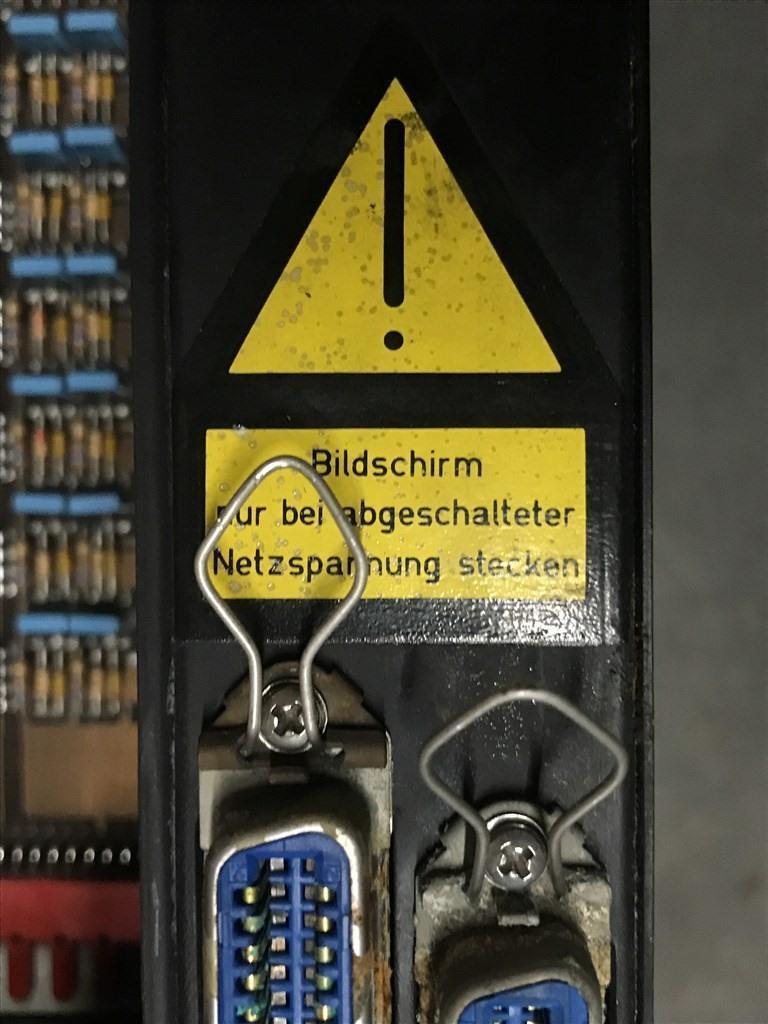 Bildschirm
nur bei abgeschalteter
Netzspannung stecken